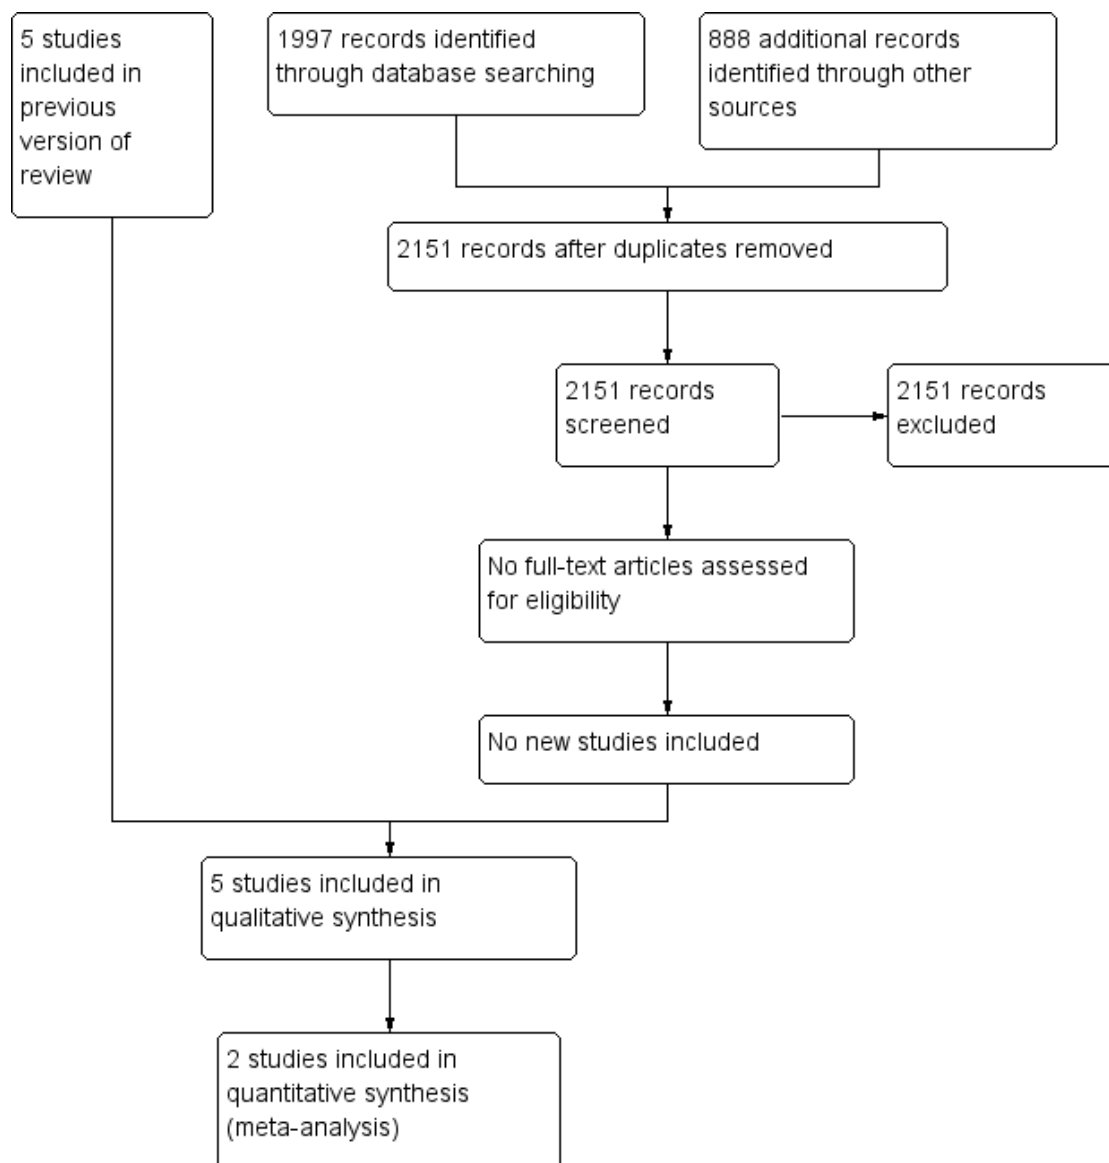 5 studies
included in
previous
version of
review
1997 records identified
through database searching
888 additional records
identified through other
sources
2151 records after duplicates removed
2151 records
screened
2151 records
excluded
No full-text articles assessed
for eligibility
No new studies included
5 studies included in
qualitative synthesis
2 studies included in
quantitative synthesis
(meta-analysis)